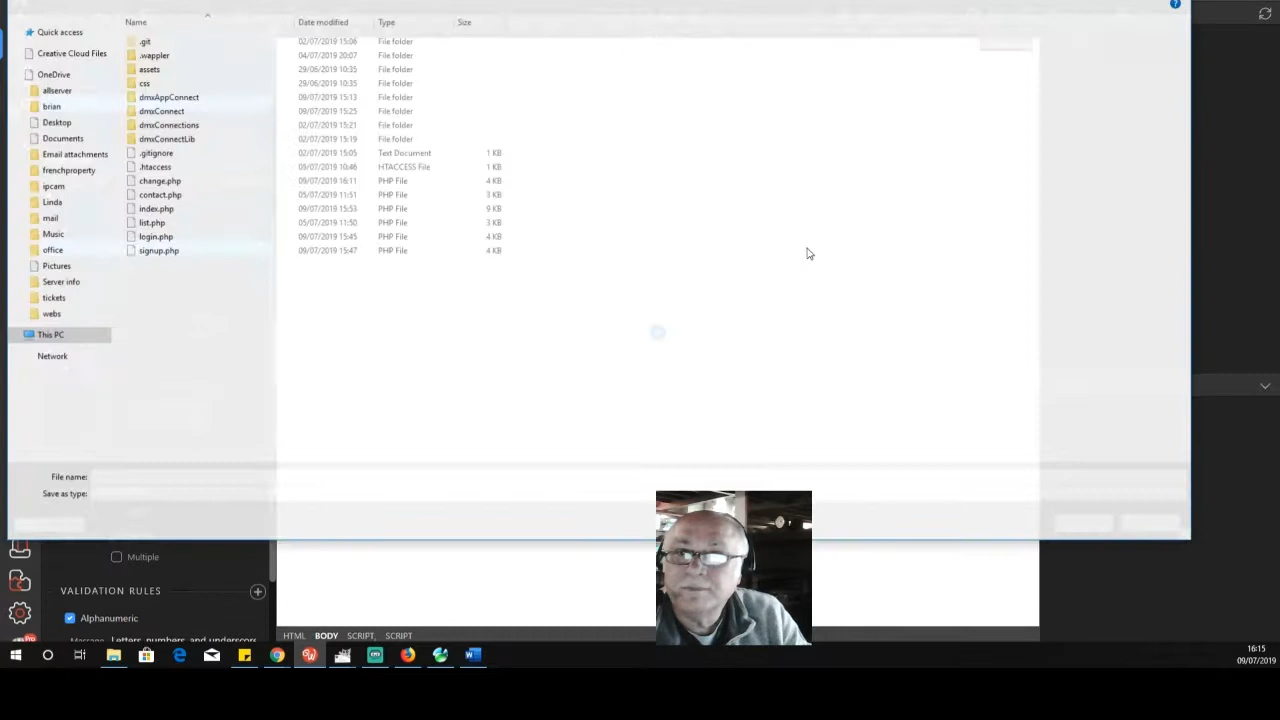 Name Date modified Type Size
Quick access
Creative Cloud Files
OneDrive
allserver
brian
Desktop
Documents
Email attachments
frenchproperty
ipcam
Linda
mail
Music
office
Pictures
Server info
tickets
webs
This PC
Network
.git 02/07/2019 15:06 File folder
.wappler 04/07/2019 20:07 File folder
assets 29/06/2019 10:35 File folder
css 29/06/2019 10:35 File folder
dmxAppConnect 09/07/2019 15:13 File folder
dmxConnect 09/07/2019 15:25 File folder
dmxConnections 02/07/2019 15:21 File folder
dmxConnectLib 02/07/2019 15:19 File folder
.gitignore 02/07/2019 15:05 Text Document 1 KB
.htaccess 09/07/2019 10:46 HTACCESS File 1 KB
change.php 09/07/2019 16:11 PHP File 4 KB
contact.php 05/07/2019 11:51 PHP File 3 KB
index.php 09/07/2019 15:53 PHP File 9 KB
list.php 05/07/2019 11:50 PHP File 3 KB
login.php 09/07/2019 15:45 PHP File 4 KB
signup.php 09/07/2019 15:47 PHP File 4 KB
File name:
Save as type:
Multiple
VALIDATION RULES
Alphanumeric
Message Letters, numbers, and underscore
HTML BODY SCRIPT SCRIPT
16:15
09/07/2019